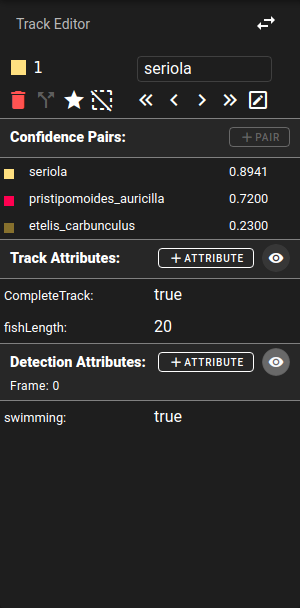 Track Editor
1 seriola
Confidence Pairs: + PAIR
seriola 0.8941
pristipomoides_auricilla 0.7200
etelis_carbunculus 0.2300
Track Attributes: + ATTRIBUTE
CompleteTrack: true
fishLength: 20
Detection Attributes: + ATTRIBUTE
Frame: 0
swimming: true